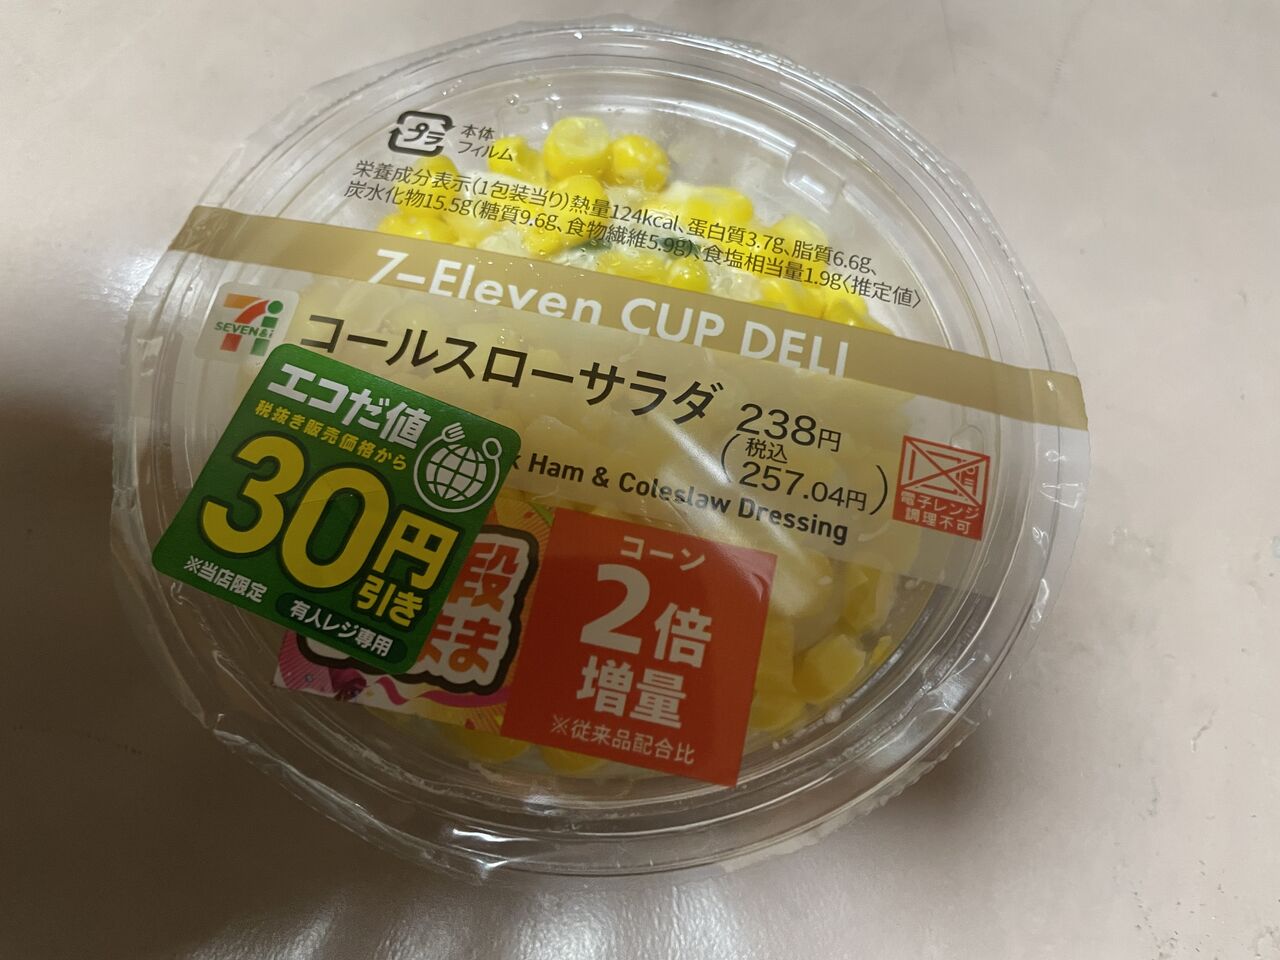 プラ
本体
フィルム
栄養成分表示(1包装当り)熱量124kcal、蛋白質3.7g、脂質6.6g、
炭水化物15.5g(糖質9.6g、食物繊維5.9g)、食塩相当量1.9g〈推定値〉
7-Eleven CUP DELI
SEVEN&i
コールスローサラダ 238円
(税込 257.04円)
Ham & Coleslaw Dressing
電子レンジ
調理不可
エコだ値
税抜き販売価格から
30円引き
※当店限定
有人レジ専用
段
ま
コーン
2倍
増量
※従来品配合比